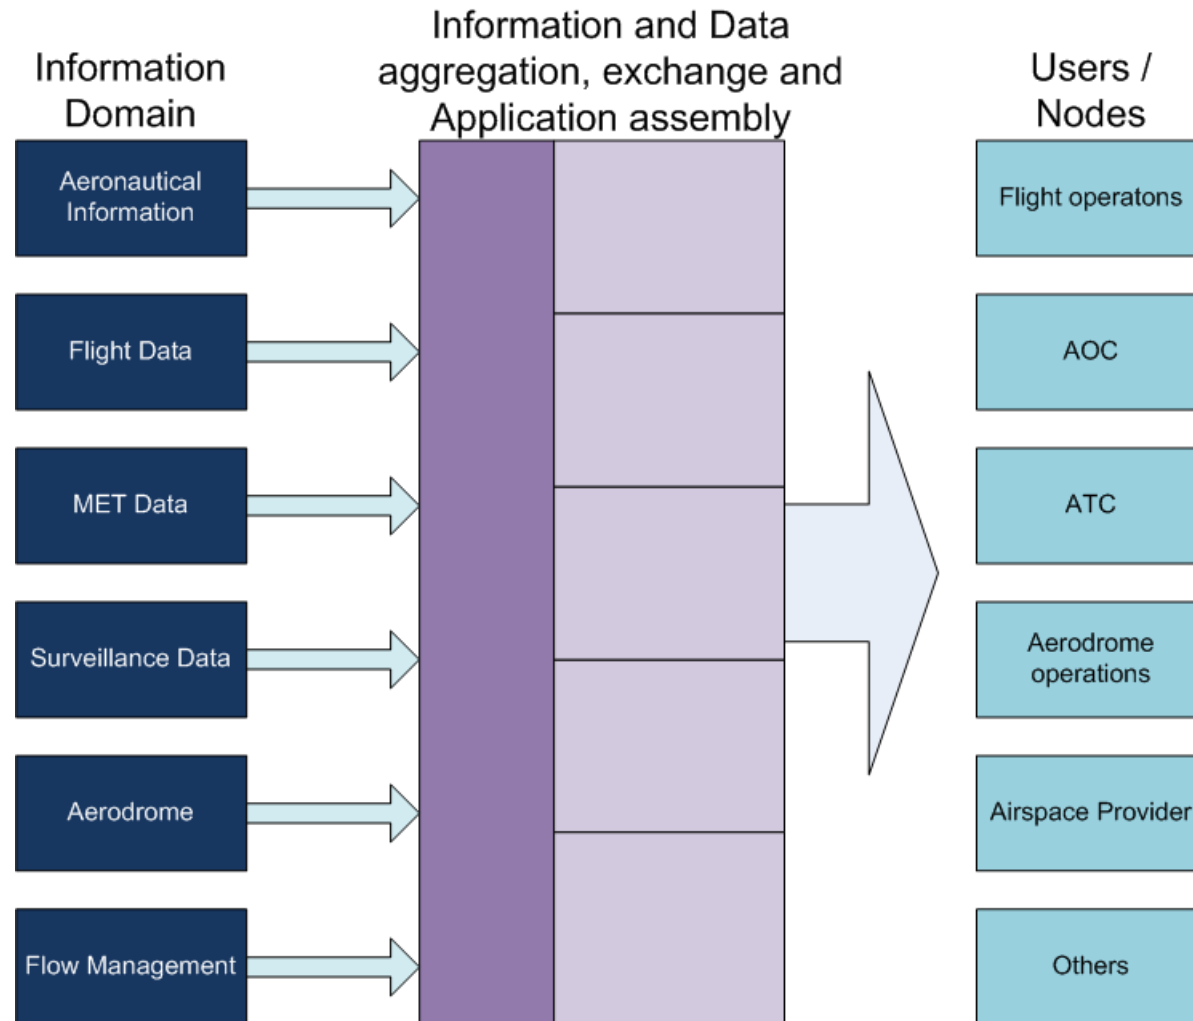 Information
Domain
Information and Data
aggregation, exchange and
Application assembly
Users /
Nodes
Aeronautical
Information
Flight operatons
Flight Data
AOC
MET Data
ATC
Surveillance Data
Aerodrome
operations
Aerodrome
Airspace Provider
Flow Management
Others